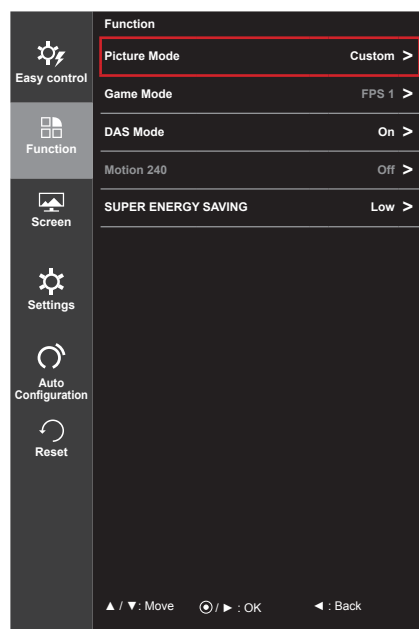 Easy control
Function
Screen
Settings
Auto
Configuration
Reset
Function
Picture Mode Custom >
Game Mode FPS 1 >
DAS Mode On >
Motion 240 Off >
SUPER ENERGY SAVING Low >
▲ / ▼: Move ⦿ / ► : OK ◄ : Back